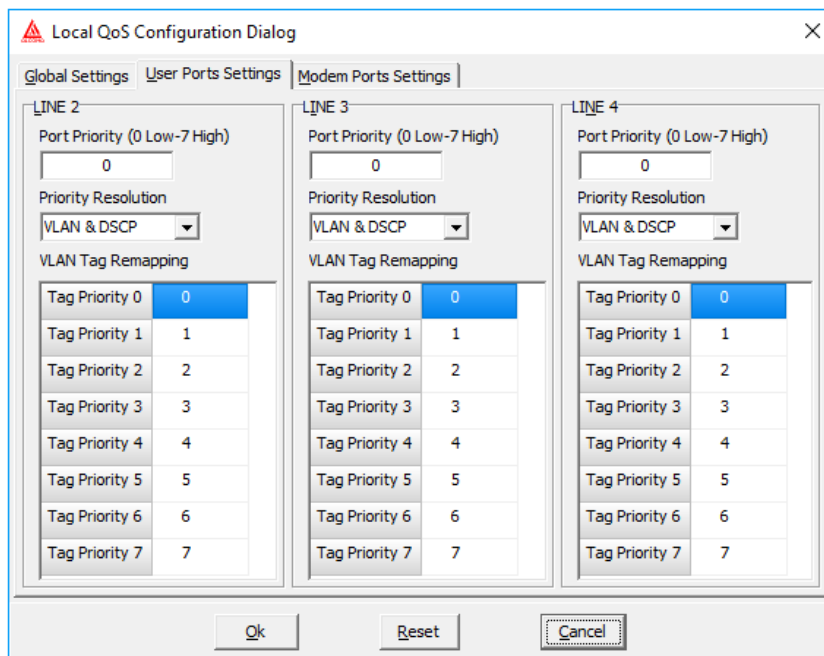 Local QoS Configuration Dialog
Global Settings User Ports Settings Modem Ports Settings
LINE 2
Port Priority (0 Low-7 High)
0
Priority Resolution
VLAN & DSCP
VLAN Tag Remapping
Tag Priority 0 0
Tag Priority 1 1
Tag Priority 2 2
Tag Priority 3 3
Tag Priority 4 4
Tag Priority 5 5
Tag Priority 6 6
Tag Priority 7 7
LINE 3
Port Priority (0 Low-7 High)
0
Priority Resolution
VLAN & DSCP
VLAN Tag Remapping
Tag Priority 0 0
Tag Priority 1 1
Tag Priority 2 2
Tag Priority 3 3
Tag Priority 4 4
Tag Priority 5 5
Tag Priority 6 6
Tag Priority 7 7
LINE 4
Port Priority (0 Low-7 High)
0
Priority Resolution
VLAN & DSCP
VLAN Tag Remapping
Tag Priority 0 0
Tag Priority 1 1
Tag Priority 2 2
Tag Priority 3 3
Tag Priority 4 4
Tag Priority 5 5
Tag Priority 6 6
Tag Priority 7 7
Ok Reset Cancel